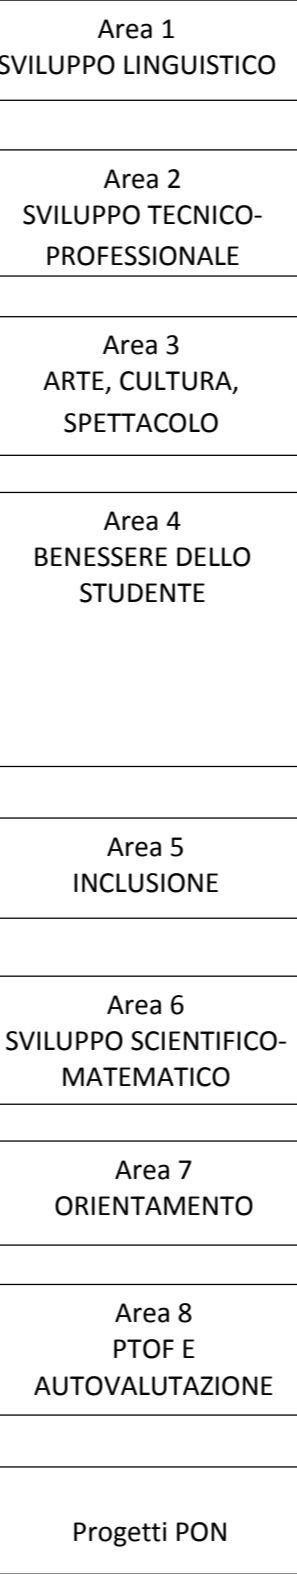 Area 1
SVILUPPO LINGUISTICO
Area 2
SVILUPPO TECNICO-
PROFESSIONALE
Area 3
ARTE, CULTURA,
SPETTACOLO
Area 4
BENESSERE DELLO
STUDENTE
Area 5
INCLUSIONE
Area 6
SVILUPPO SCIENTIFICO-
MATEMATICO
Area 7
ORIENTAMENTO
Area 8
PTOF E
AUTOVALUTAZIONE
Progetti PON